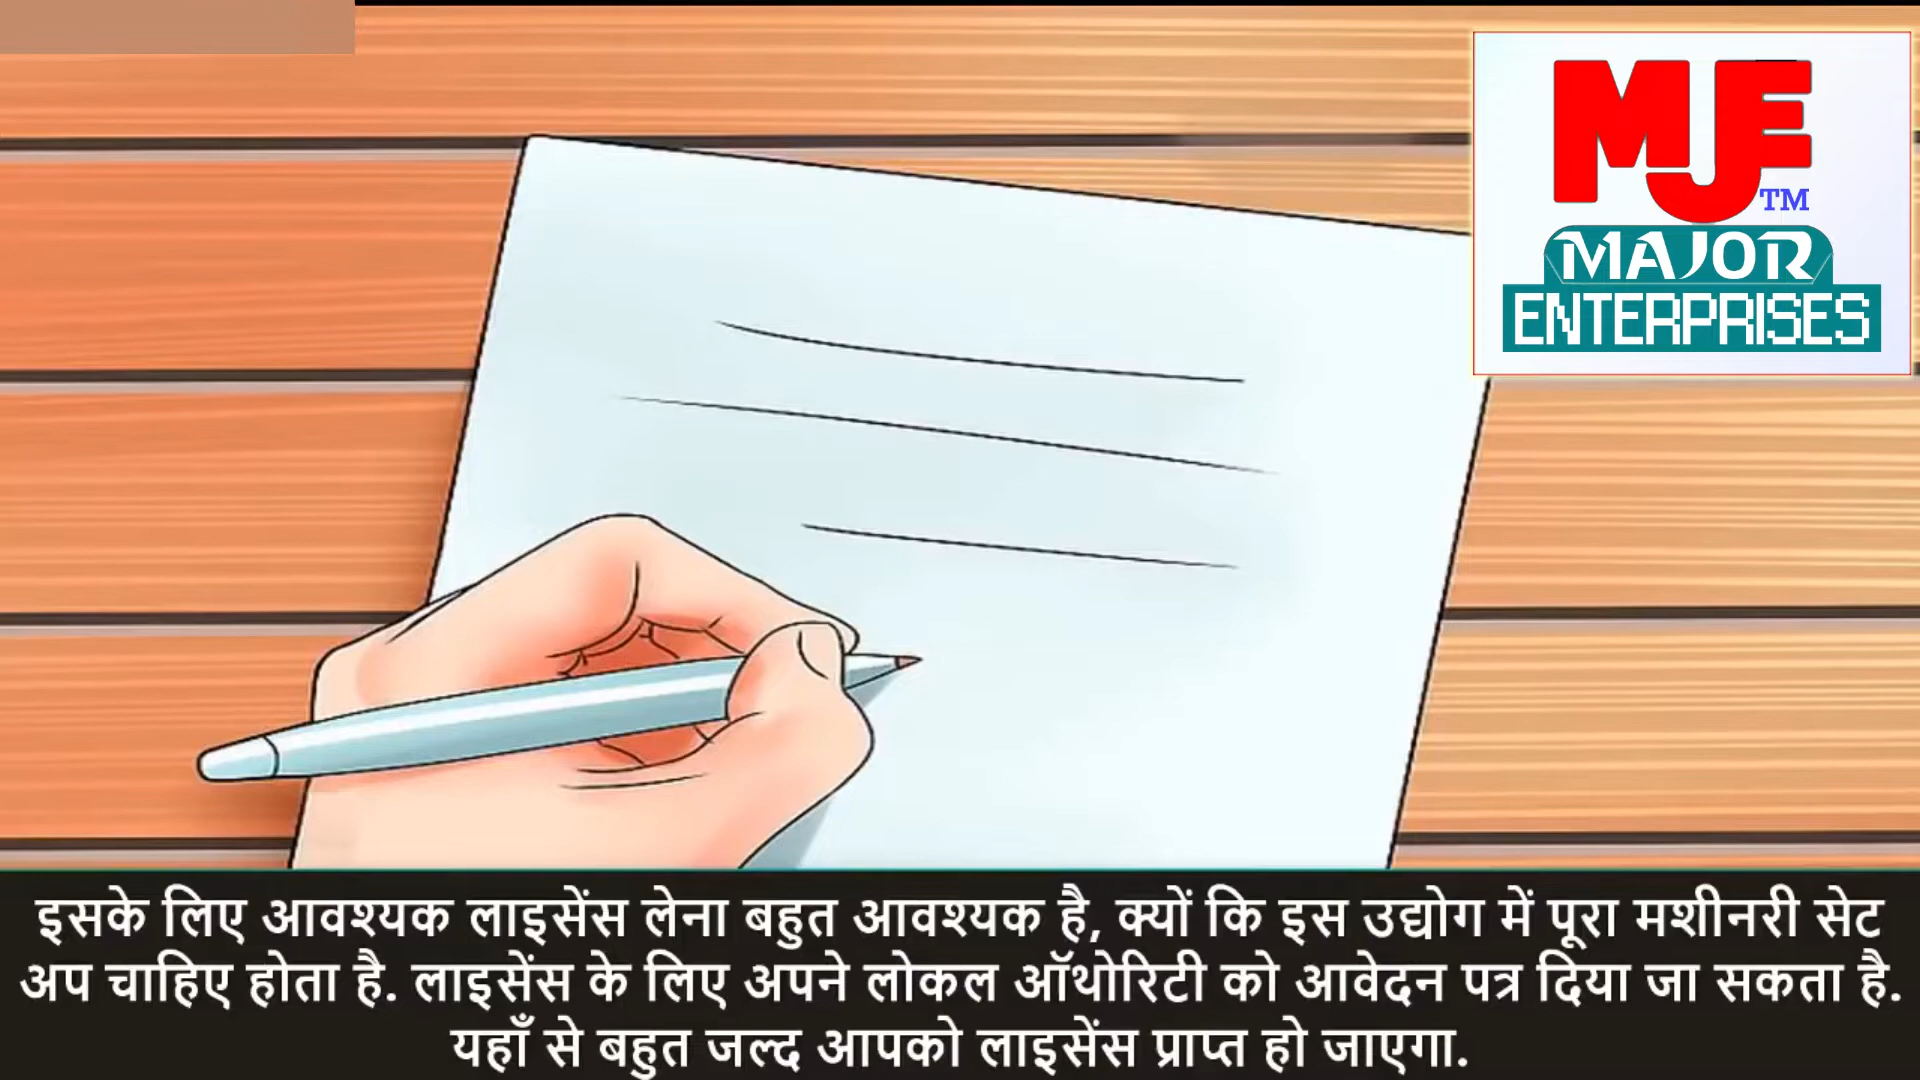 MJE
TM
MAJOR
ENTERPRISES
इसके लिए आवश्यक लाइसेंस लेना बहुत आवश्यक है, क्यों कि इस उद्योग में पूरा मशीनरी सेट
अप चाहिए होता है. लाइसेंस के लिए अपने लोकल ऑथोरिटी को आवेदन पत्र दिया जा सकता है.
यहाँ से बहुत जल्द आपको लाइसेंस प्राप्त हो जाएगा.